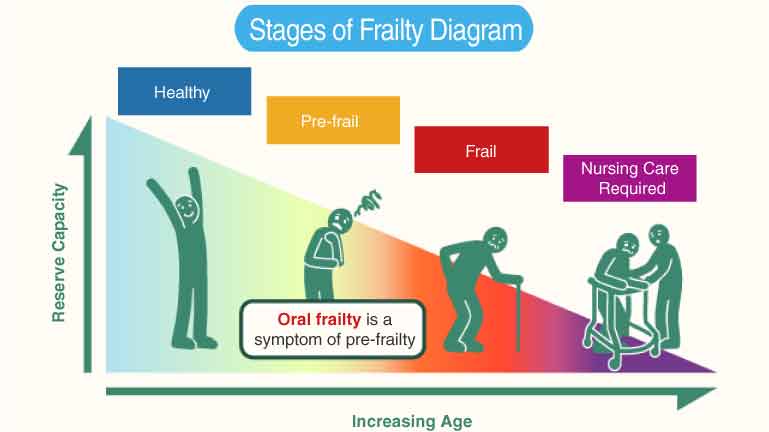 Stages of Frailty Diagram
Healthy
Pre-frail
Frail
Nursing Care
Required
Reserve Capacity
Oral frailty is a
symptom of pre-frailty
Increasing Age